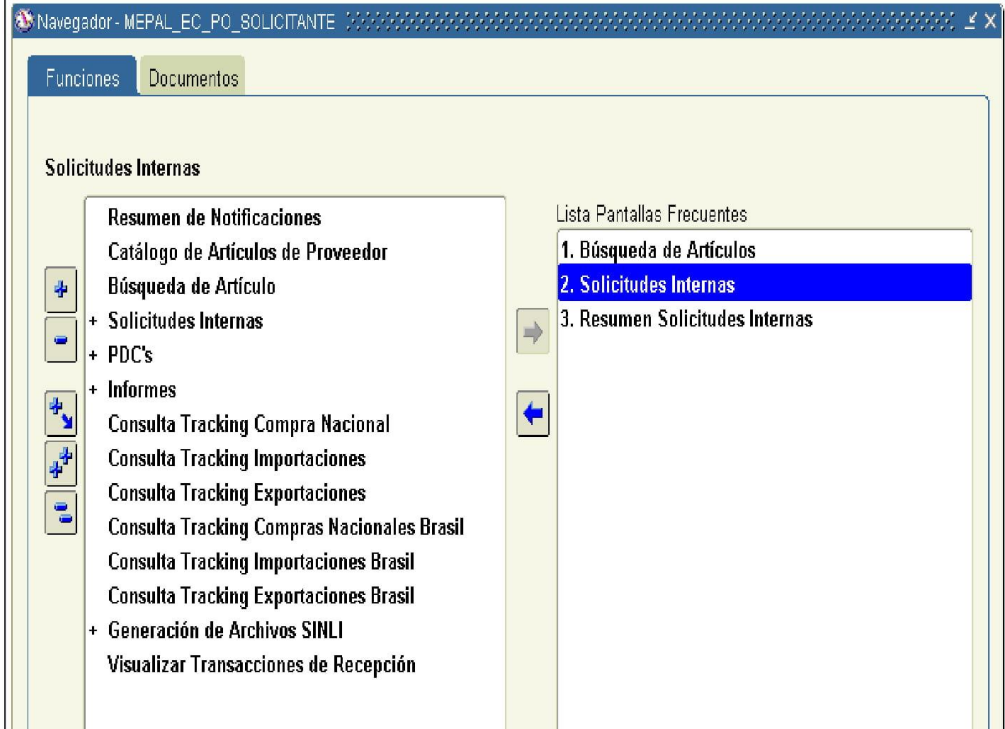 Navegador - MEPAL_EC_PO_SOLICITANTE
Funciones Documentos
Solicitudes Internas
Resumen de Notificaciones
Catálogo de Artículos de Proveedor
Búsqueda de Artículo
+ Solicitudes Internas
+ PDC's
+ Informes
Consulta Tracking Compra Nacional
Consulta Tracking Importaciones
Consulta Tracking Exportaciones
Consulta Tracking Compras Nacionales Brasil
Consulta Tracking Importaciones Brasil
Consulta Tracking Exportaciones Brasil
+ Generación de Archivos SINLI
Visualizar Transacciones de Recepción
Lista Pantallas Frecuentes
1. Búsqueda de Artículos
2. Solicitudes Internas
3. Resumen Solicitudes Internas